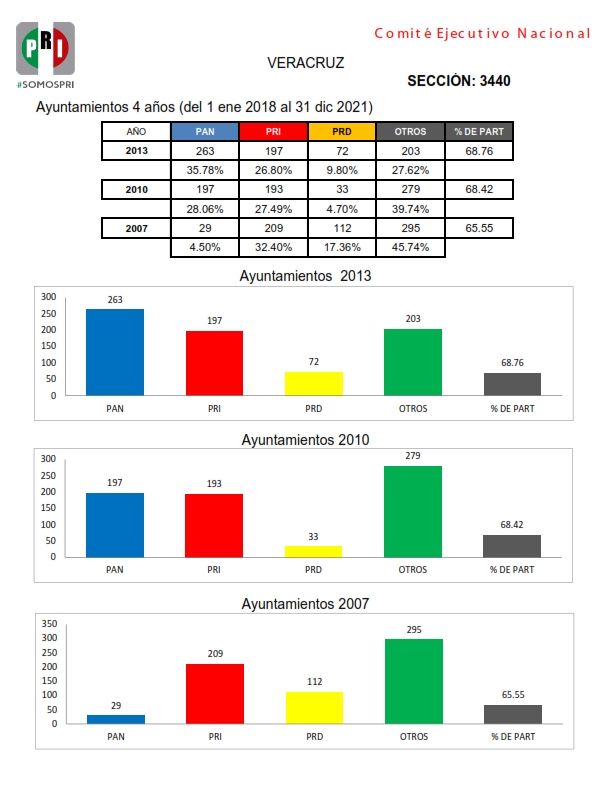 Comité Ejecutivo Nacional
PRI
#SOMOSPRI
VERACRUZ
SECCIÓN: 3440
Ayuntamientos 4 años (del 1 ene 2018 al 31 dic 2021)
AÑO PAN PRI PRD OTROS % DE PART
2013 263 197 72 203 68.76
35.78% 26.80% 9.80% 27.62%
2010 197 193 33 279 68.42
28.06% 27.49% 4.70% 39.74%
2007 29 209 112 295 65.55
4.50% 32.40% 17.36% 45.74%
Ayuntamientos 2013
300
250
200
150
100
50
0
263 197 72 203 68.76
PAN PRI PRD OTROS % DE PART
Ayuntamientos 2010
300
250
200
150
100
50
0
197 193 33 279 68.42
PAN PRI PRD OTROS % DE PART
Ayuntamientos 2007
350
300
250
200
150
100
50
0
29 209 112 295 65.55
PAN PRI PRD OTROS % DE PART